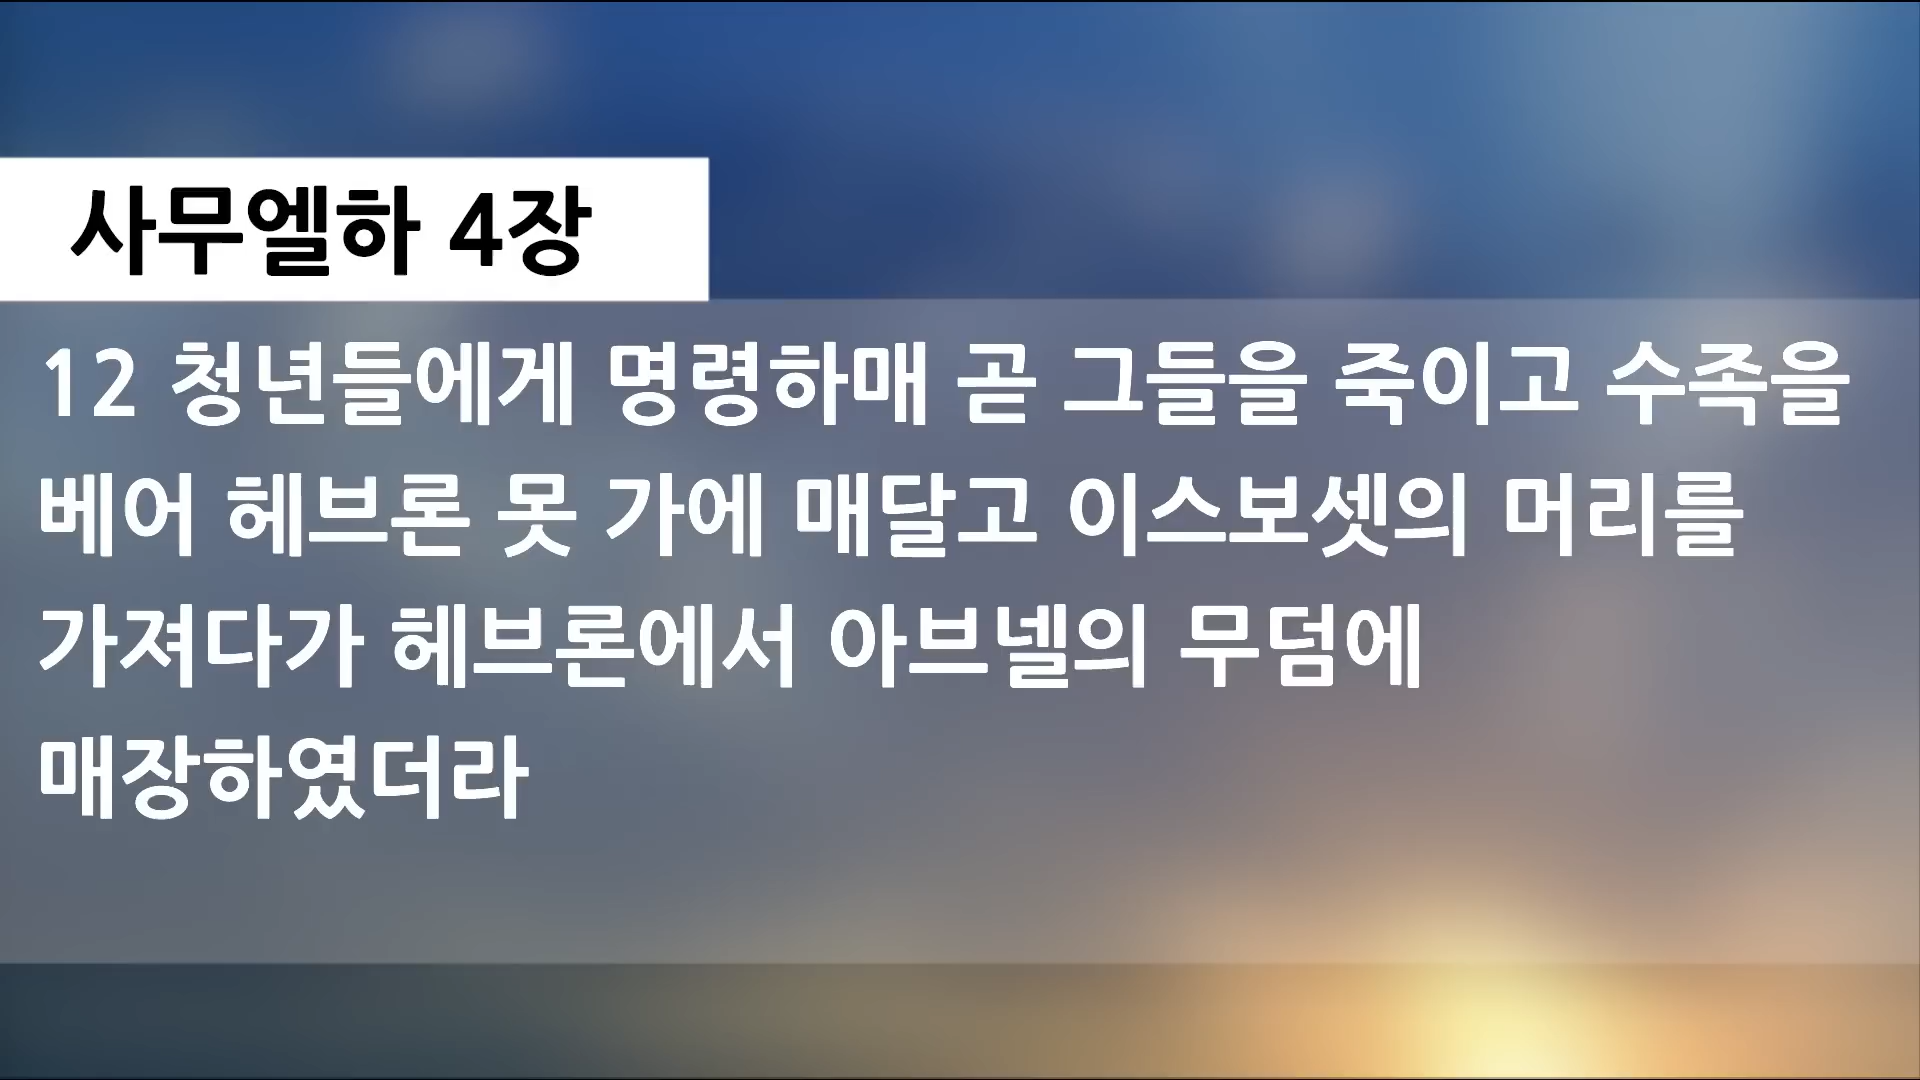 사무엘하 4장
12 청년들에게 명령하매 곧 그들을 죽이고 수족을
베어 헤브론 못 가에 매달고 이스보셋의 머리를
가져다가 헤브론에서 아브넬의 무덤에
매장하였더라